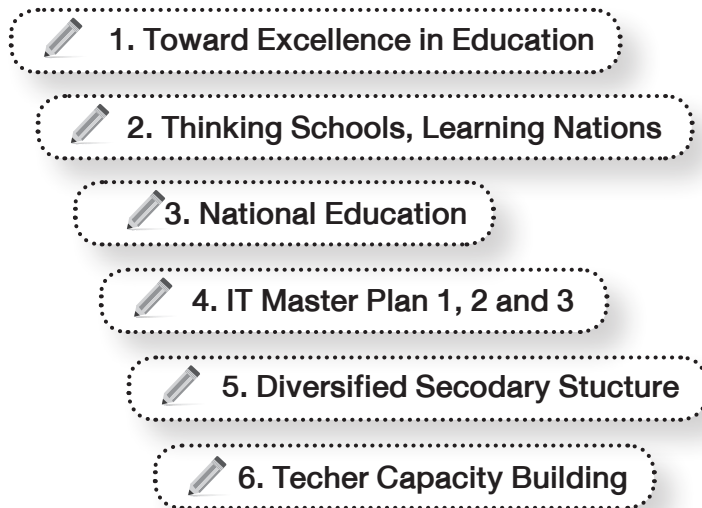 1. Toward Excellence in Education
2. Thinking Schools, Learning Nations
3. National Education
4. IT Master Plan 1, 2 and 3
5. Diversified Secodary Stucture
6. Techer Capacity Building